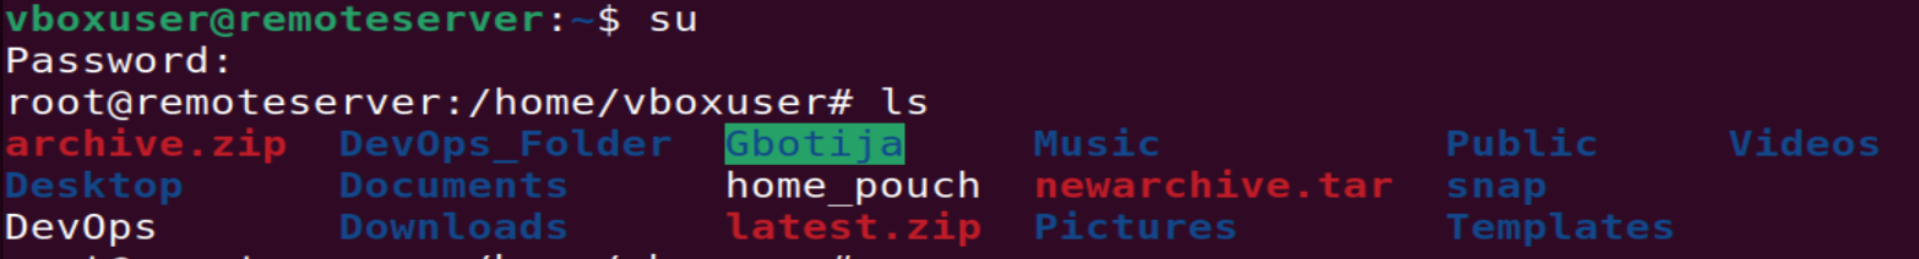 vboxuser@remoteserver:~$ su
Password:
root@remoteserver:/home/vboxuser# ls
archive.zip  DevOps_Folder  Gbotija     Music           Public     Videos
Desktop      Documents      home_pouch  newarchive.tar  snap
DevOps       Downloads      latest.zip  Pictures        Templates